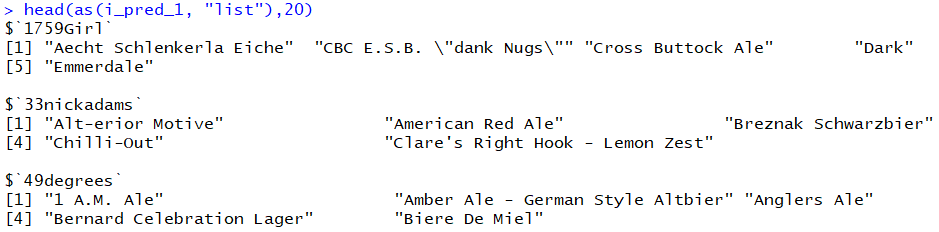 > head(as(i_pred_1, "list"),20)
$`1759Girl`
[1] "Aecht Schlenkerla Eiche"  "CBC E.S.B. \"dank Nugs\"" "Cross Buttock Ale"        "Dark"
[5] "Emmerdale"
$`33nickadams`
[1] "Alt-erior Motive"                "American Red Ale"                "Breznak Schwarzbier"
[4] "Chilli-Out"                      "Clare's Right Hook - Lemon Zest"
$`49degrees`
[1] "1 A.M. Ale"                       "Amber Ale - German Style Altbier" "Anglers Ale"
[4] "Bernard Celebration Lager"        "Biere De Miel"